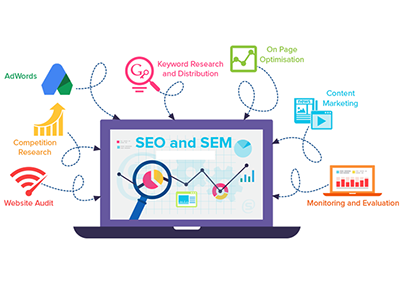 On Page
Optimisation
Keyword Research
and Distribution
AdWords
Content
Marketing
NEWS
Competition
Research
SEO and SEM
Website Audit
Monitoring and Evaluation